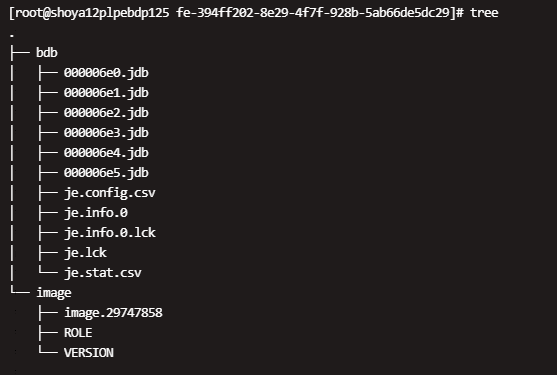 [root@shoya12plpebdp125 fe-394ff202-8e29-4f7f-928b-5ab66de5dc29]# tree
.
├── bdb
│   ├── 000006e0.jdb
│   ├── 000006e1.jdb
│   ├── 000006e2.jdb
│   ├── 000006e3.jdb
│   ├── 000006e4.jdb
│   ├── 000006e5.jdb
│   ├── je.config.csv
│   ├── je.info.0
│   ├── je.info.0.lck
│   ├── je.lck
│   └── je.stat.csv
└── image
    ├── image.29747858
    ├── ROLE
    └── VERSION